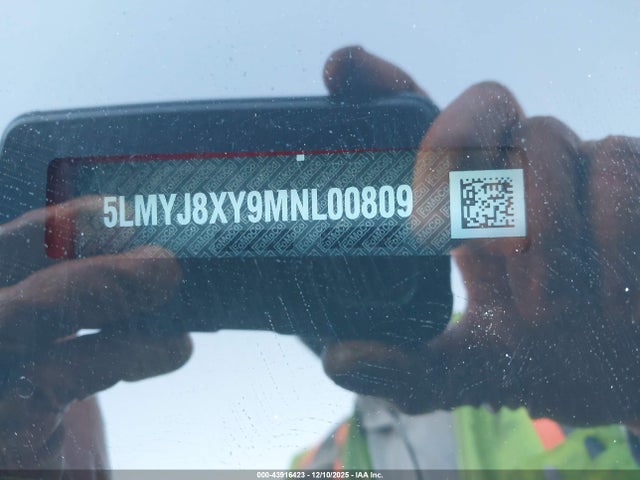 5LMYJ8XY9MNL00809
000-43916423 - 12/10/2025 - IAA Inc.